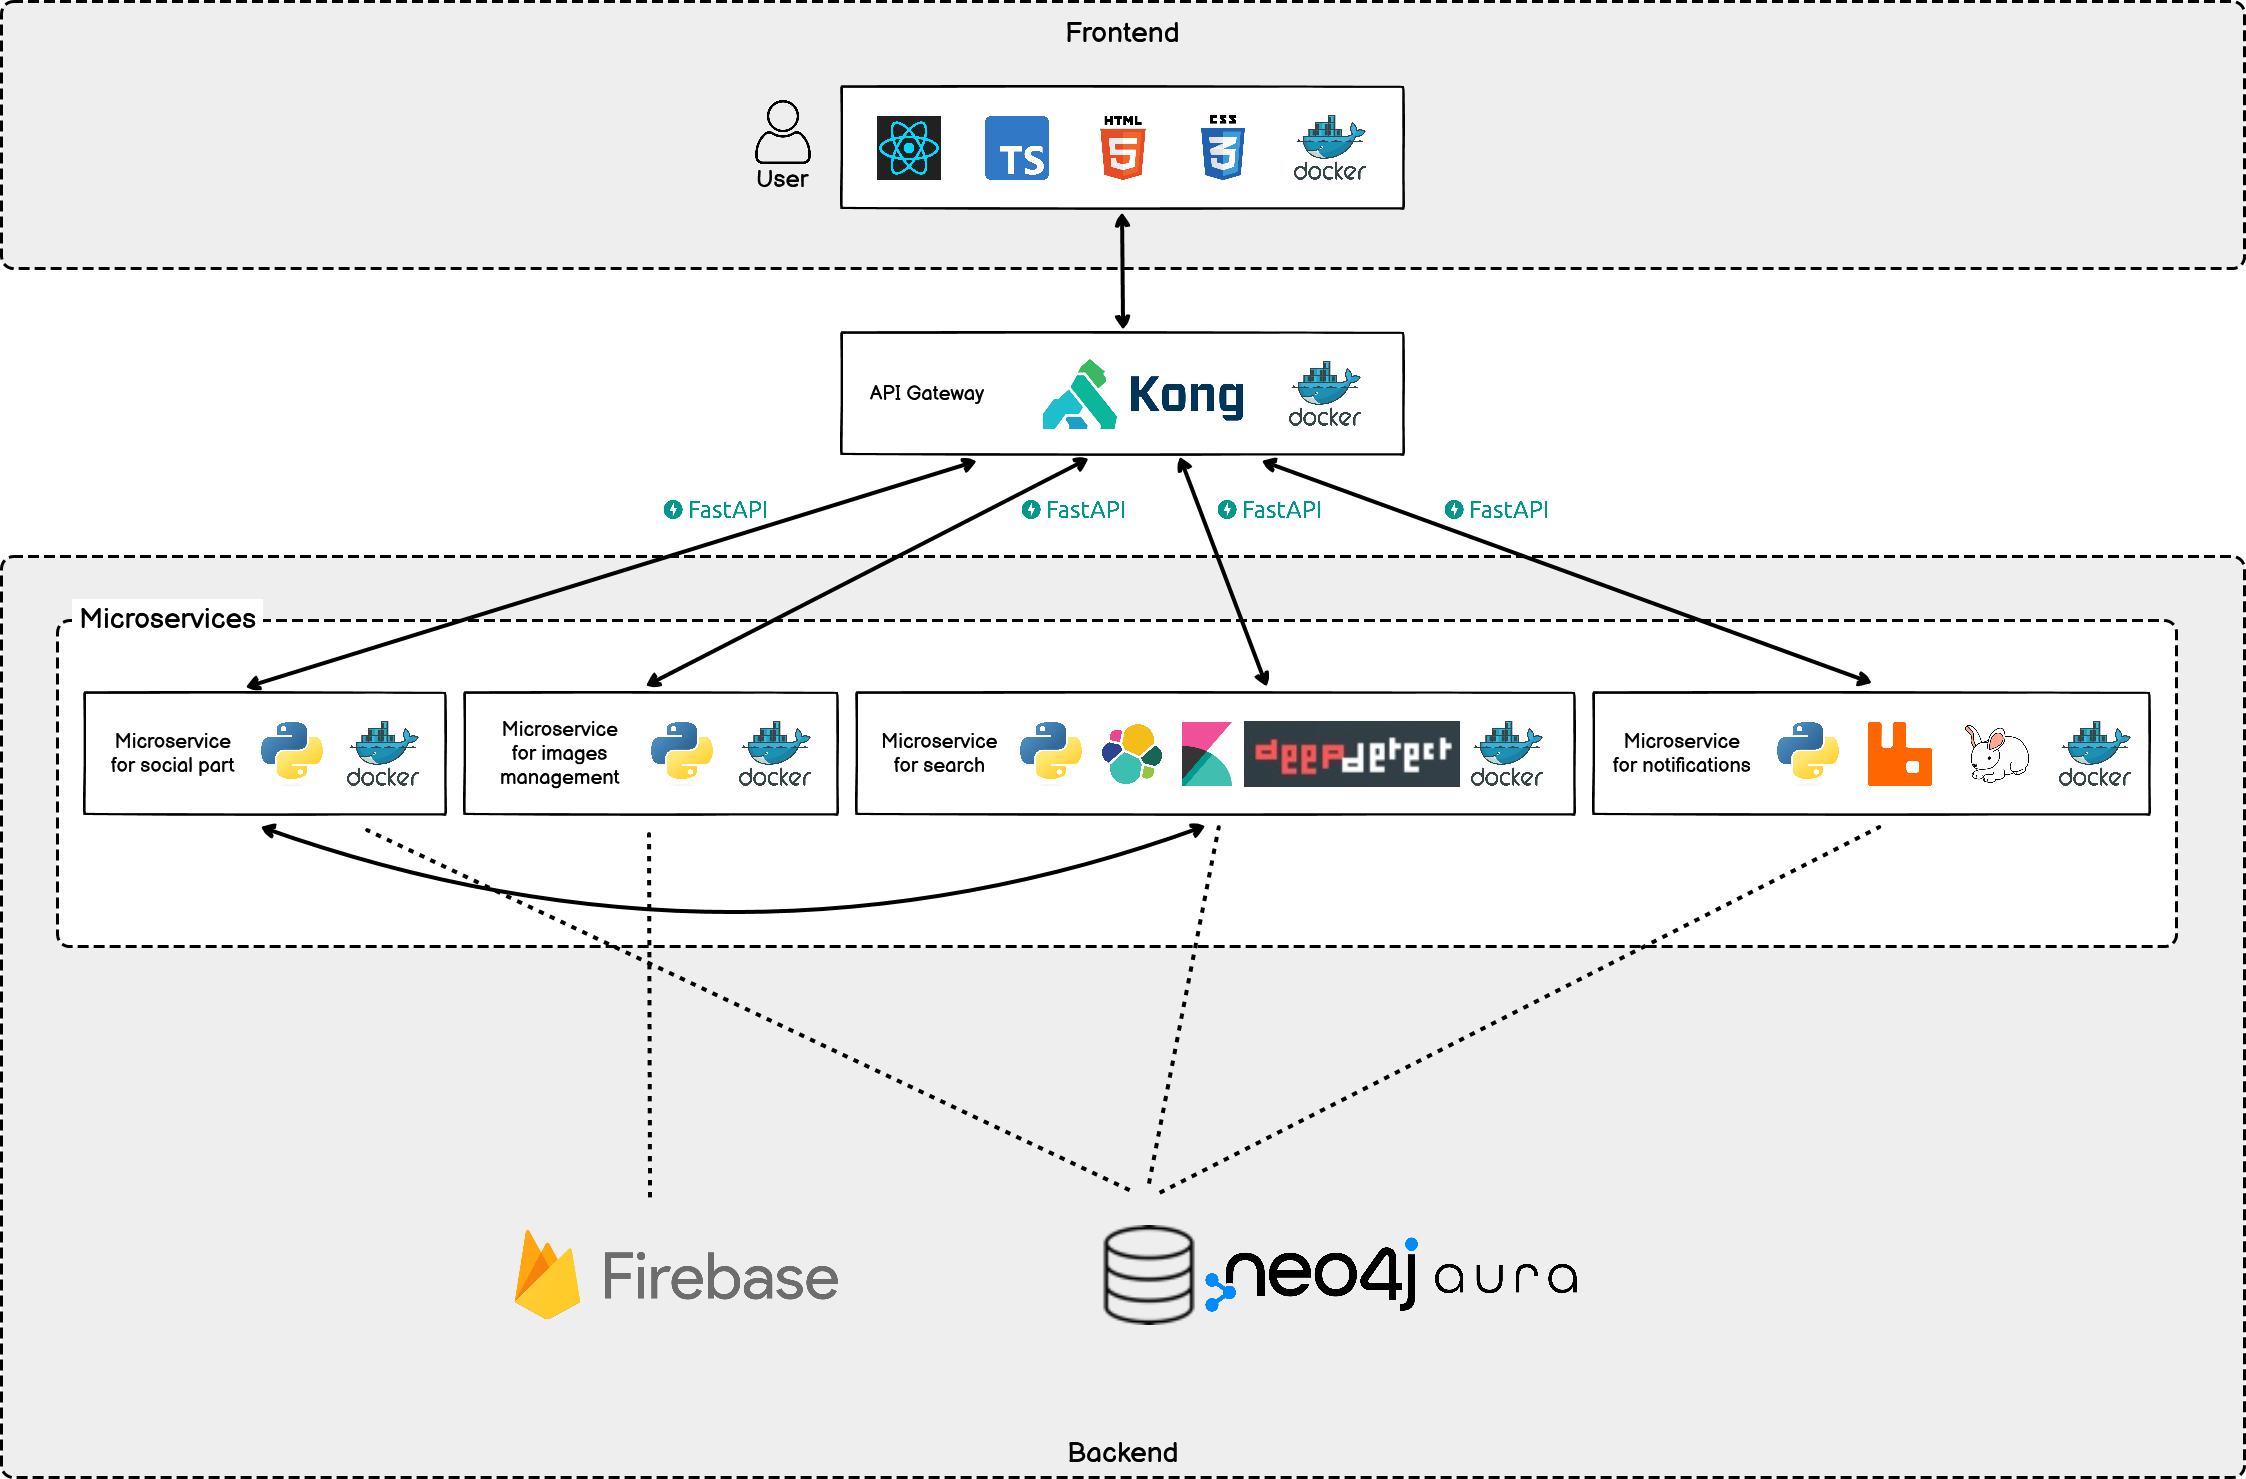 Frontend
User
TS
HTML
5
CSS
3
docker
API Gateway
Kong
docker
FastAPI
FastAPI
FastAPI
FastAPI
Microservices
Microservice
for social part
docker
Microservice
for images
management
docker
Microservice
for search
deepdetect
docker
Microservice
for notifications
docker
Firebase
neo4j aura
Backend